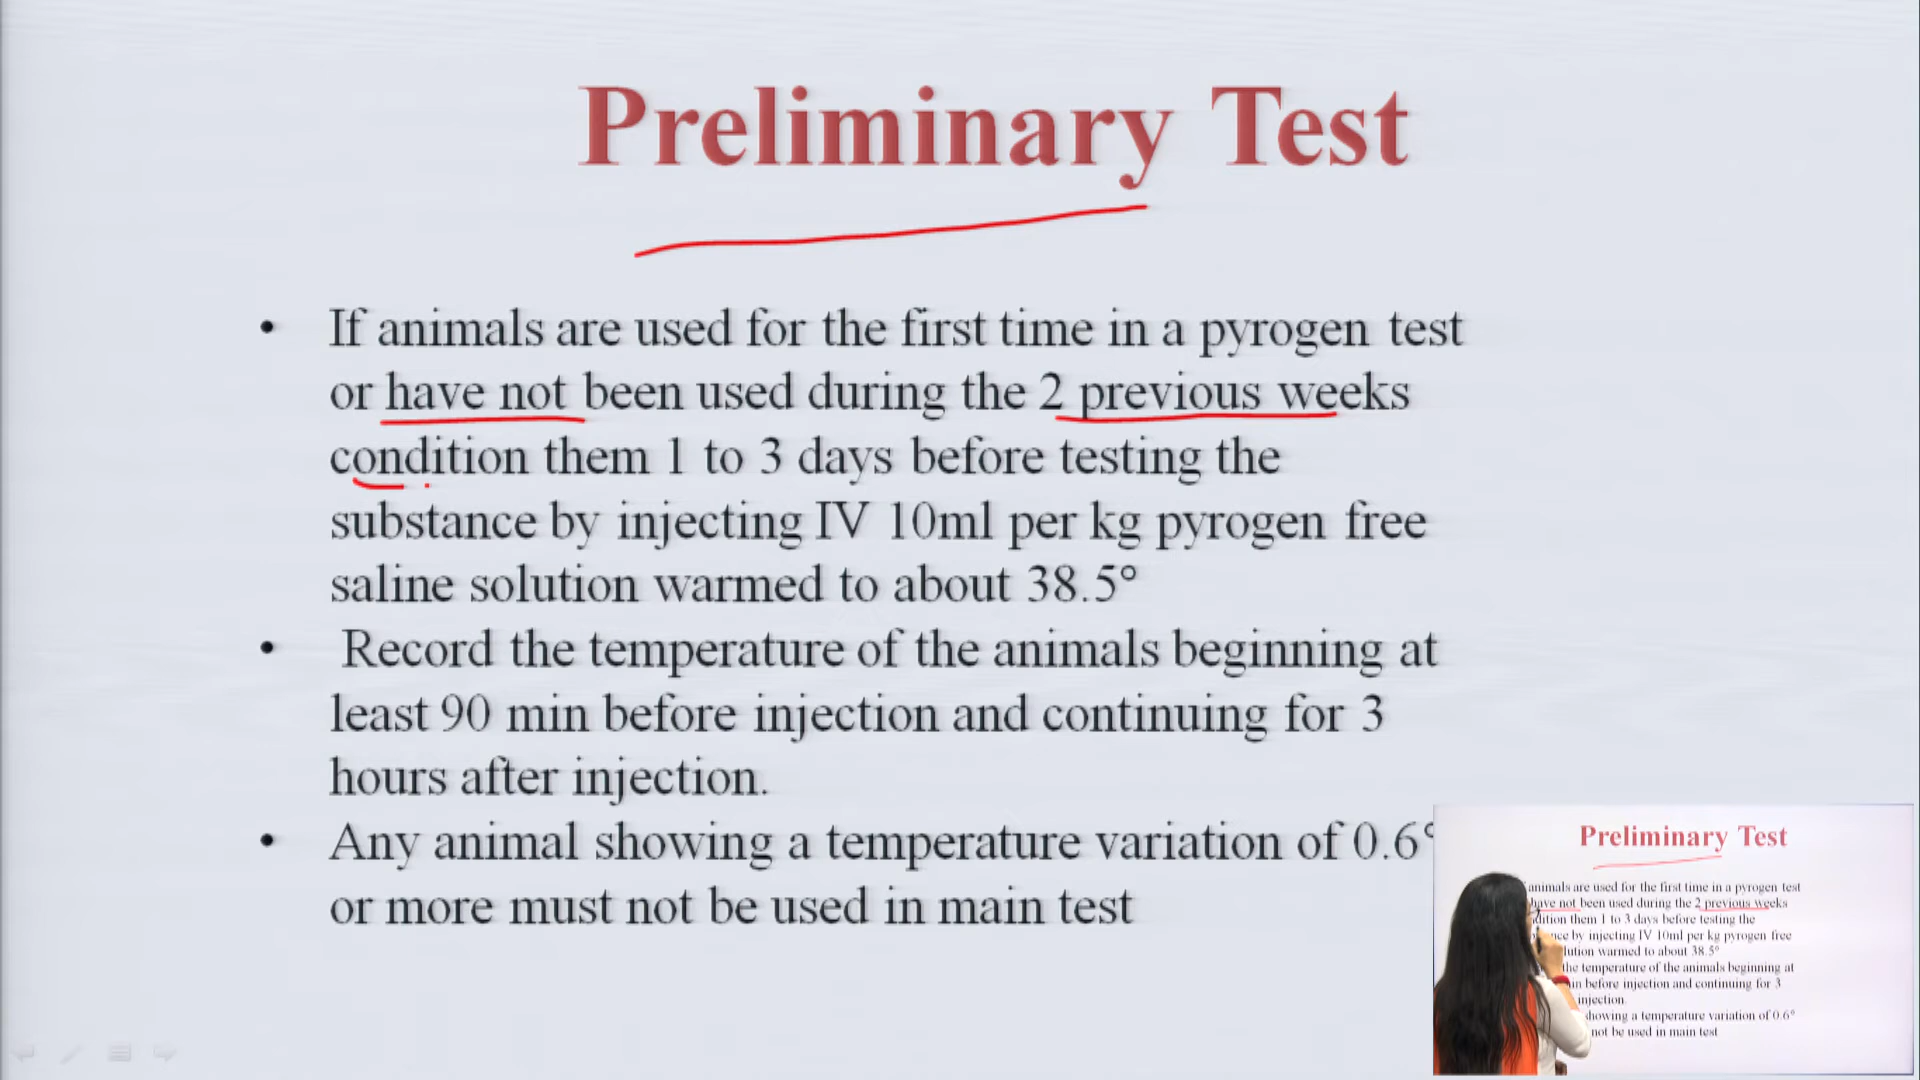 Preliminary Test
• If animals are used for the first time in a pyrogen test
or have not been used during the 2 previous weeks
condition them 1 to 3 days before testing the
substance by injecting IV 10ml per kg pyrogen free
saline solution warmed to about 38.5°
• Record the temperature of the animals beginning at
least 90 min before injection and continuing for 3
hours after injection.
• Any animal showing a temperature variation of 0.6°
or more must not be used in main test
Preliminary Test
animals are used for the first time in a pyrogen test
have not been used during the 2 previous weeks
them 1 to 3 days before testing the
by injecting IV 10ml per kg pyrogen free
warmed to about 38.5°
the temperature of the animals beginning at
before injection and continuing for 3
injection
showing a temperature variation of 0.6°
not be used in main test